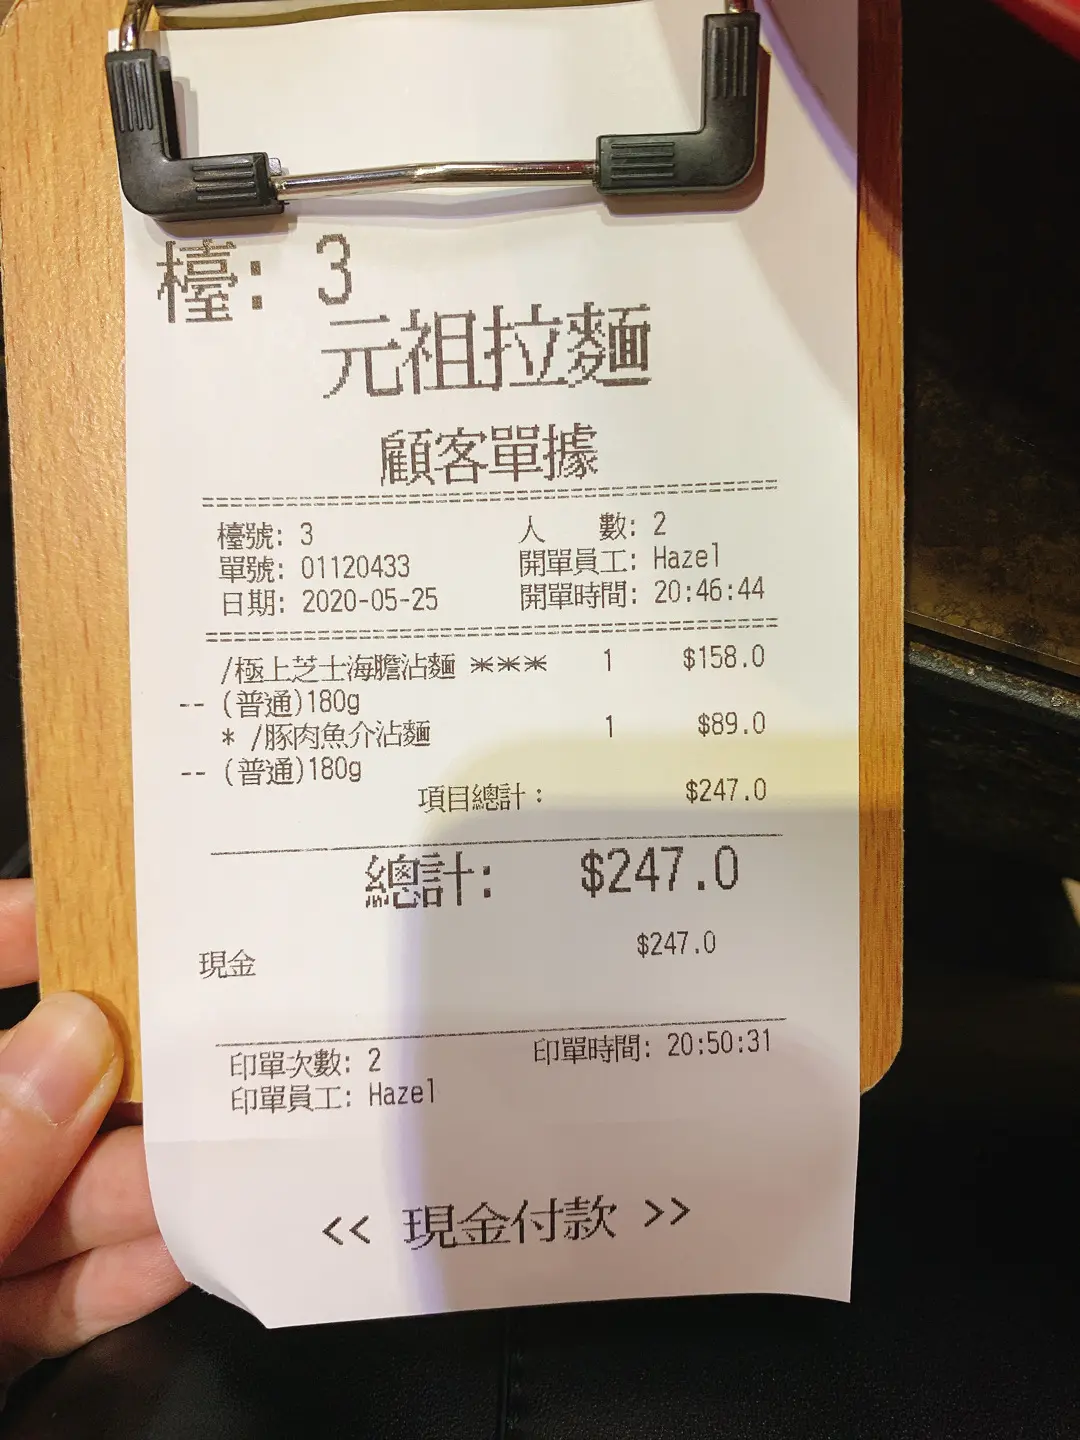 檯: 3
元祖拉麵
顧客單據
檯號: 3 人 數: 2
單號: 01120433 開單員工: Hazel
日期: 2020-05-25 開單時間: 20:46:44
/極上芝士海膽沾麵 ＊＊＊ 1 $158.0
-- (普通)180g
* /豚肉魚介沾麵 1 $89.0
-- (普通)180g
項目總計： $247.0
總計: $247.0
現金 $247.0
印單次數: 2 印單時間: 20:50:31
印單員工: Hazel
<< 現金付款 >>